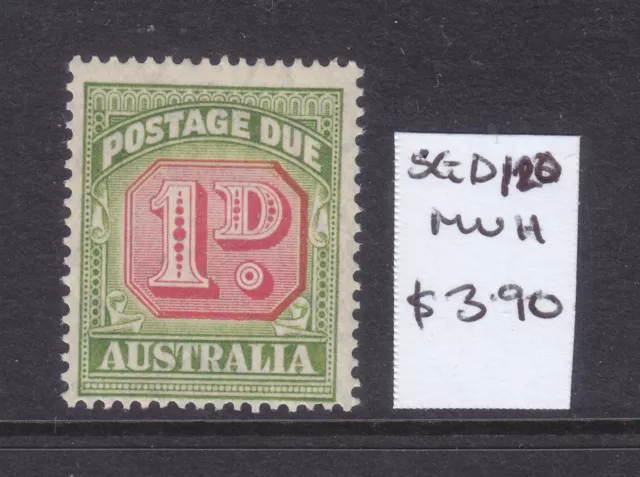 POSTAGE DUE
1D.
AUSTRALIA
SG D120
MUH
$3.90